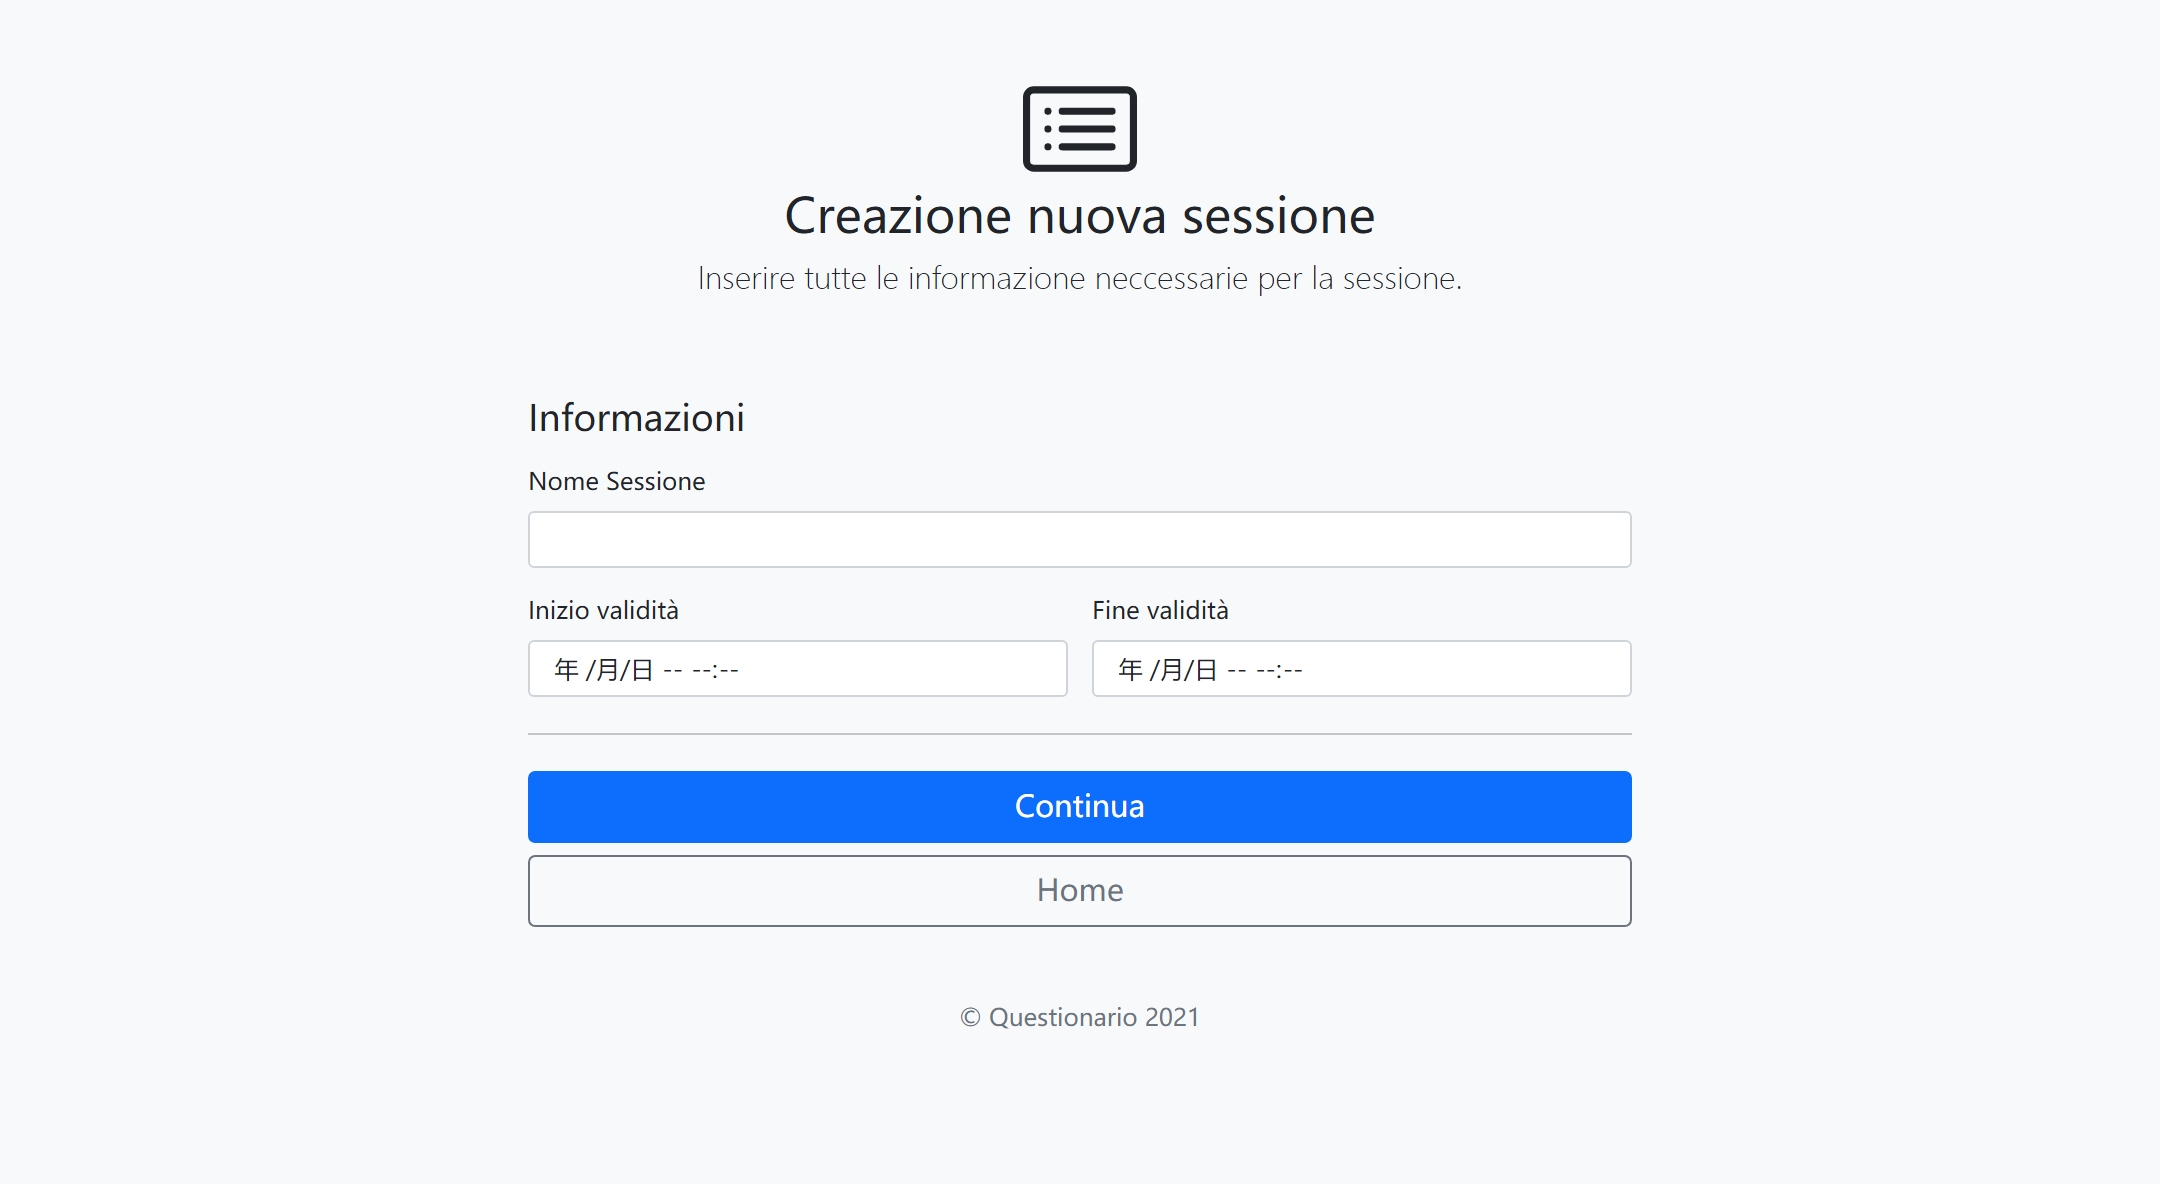 Creazione nuova sessione
Inserire tutte le informazione neccessarie per la sessione.
Informazioni
Nome Sessione
Inizio validità
Fine validità
年 /月/日 -- --:--
年 /月/日 -- --:--
Continua
Home
© Questionario 2021